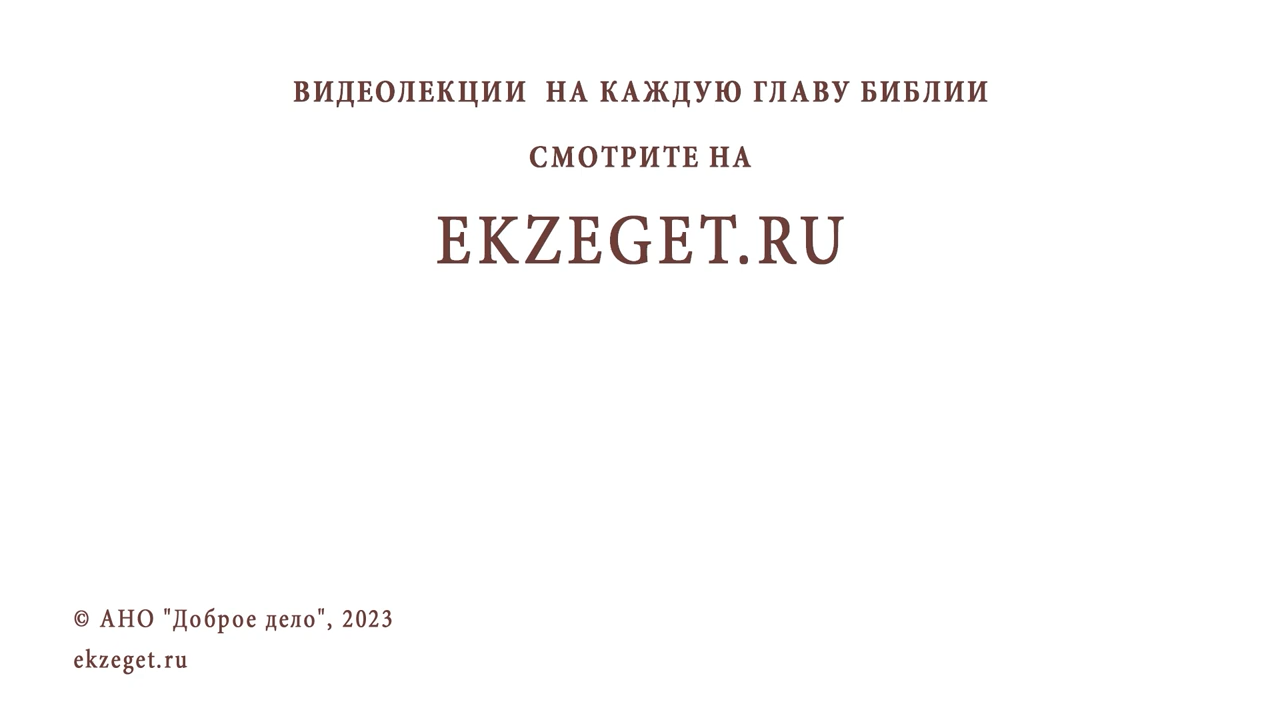 ВИДЕОЛЕКЦИИ НА КАЖДУЮ ГЛАВУ БИБЛИИ
СМОТРИТЕ НА
EKZEGET.RU
© АНО "Доброе дело", 2023
ekzeget.ru